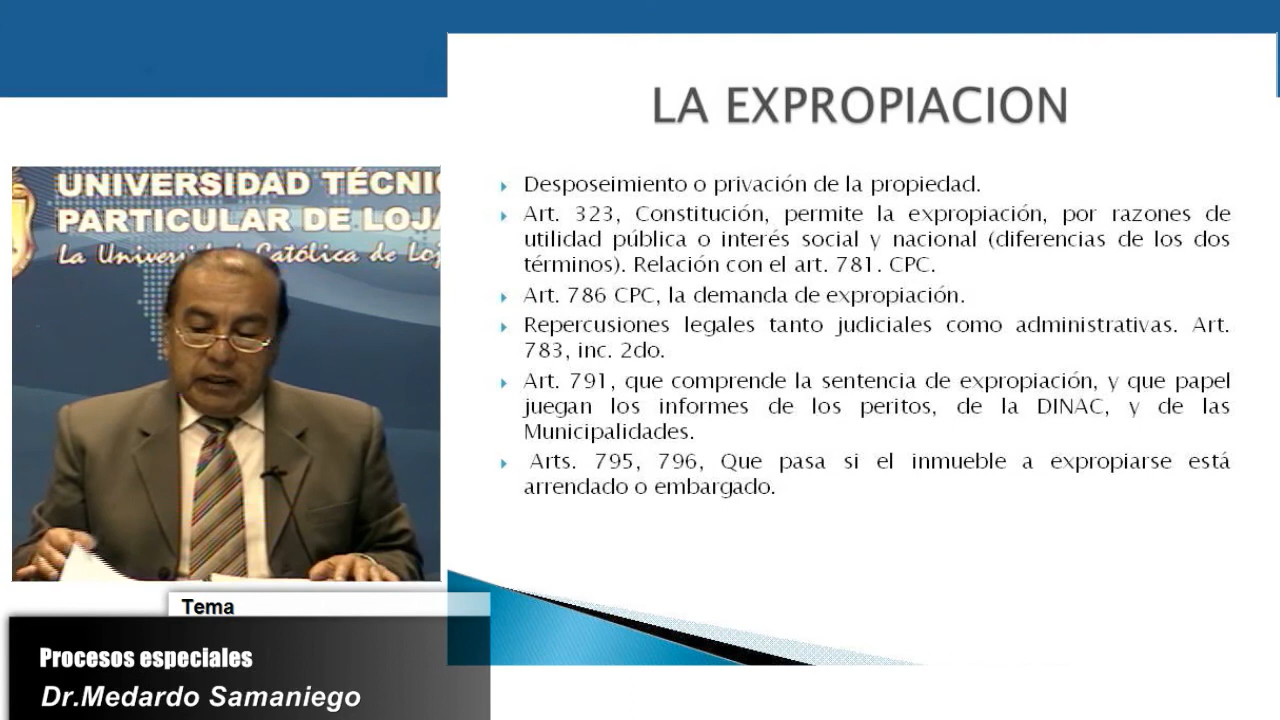 LA EXPROPIACION
Desposeimiento o privación de la propiedad.
Art. 323, Constitución, permite la expropiación, por razones de
utilidad pública o interés social y nacional (diferencias de los dos
términos). Relación con el art. 781. CPC.
Art. 786 CPC, la demanda de expropiación.
Repercusiones legales tanto judiciales como administrativas. Art.
783, inc. 2do.
Art. 791, que comprende la sentencia de expropiación, y que papel
juegan los informes de los peritos, de la DINAC, y de las
Municipalidades.
Arts. 795, 796, Que pasa si el inmueble a expropiarse está
arrendado o embargado.
UNIVERSIDAD TÉCNI
PARTICULAR DE LOJA
La Univers Católica de Loj
Tema
Procesos especiales
Dr.Medardo Samaniego